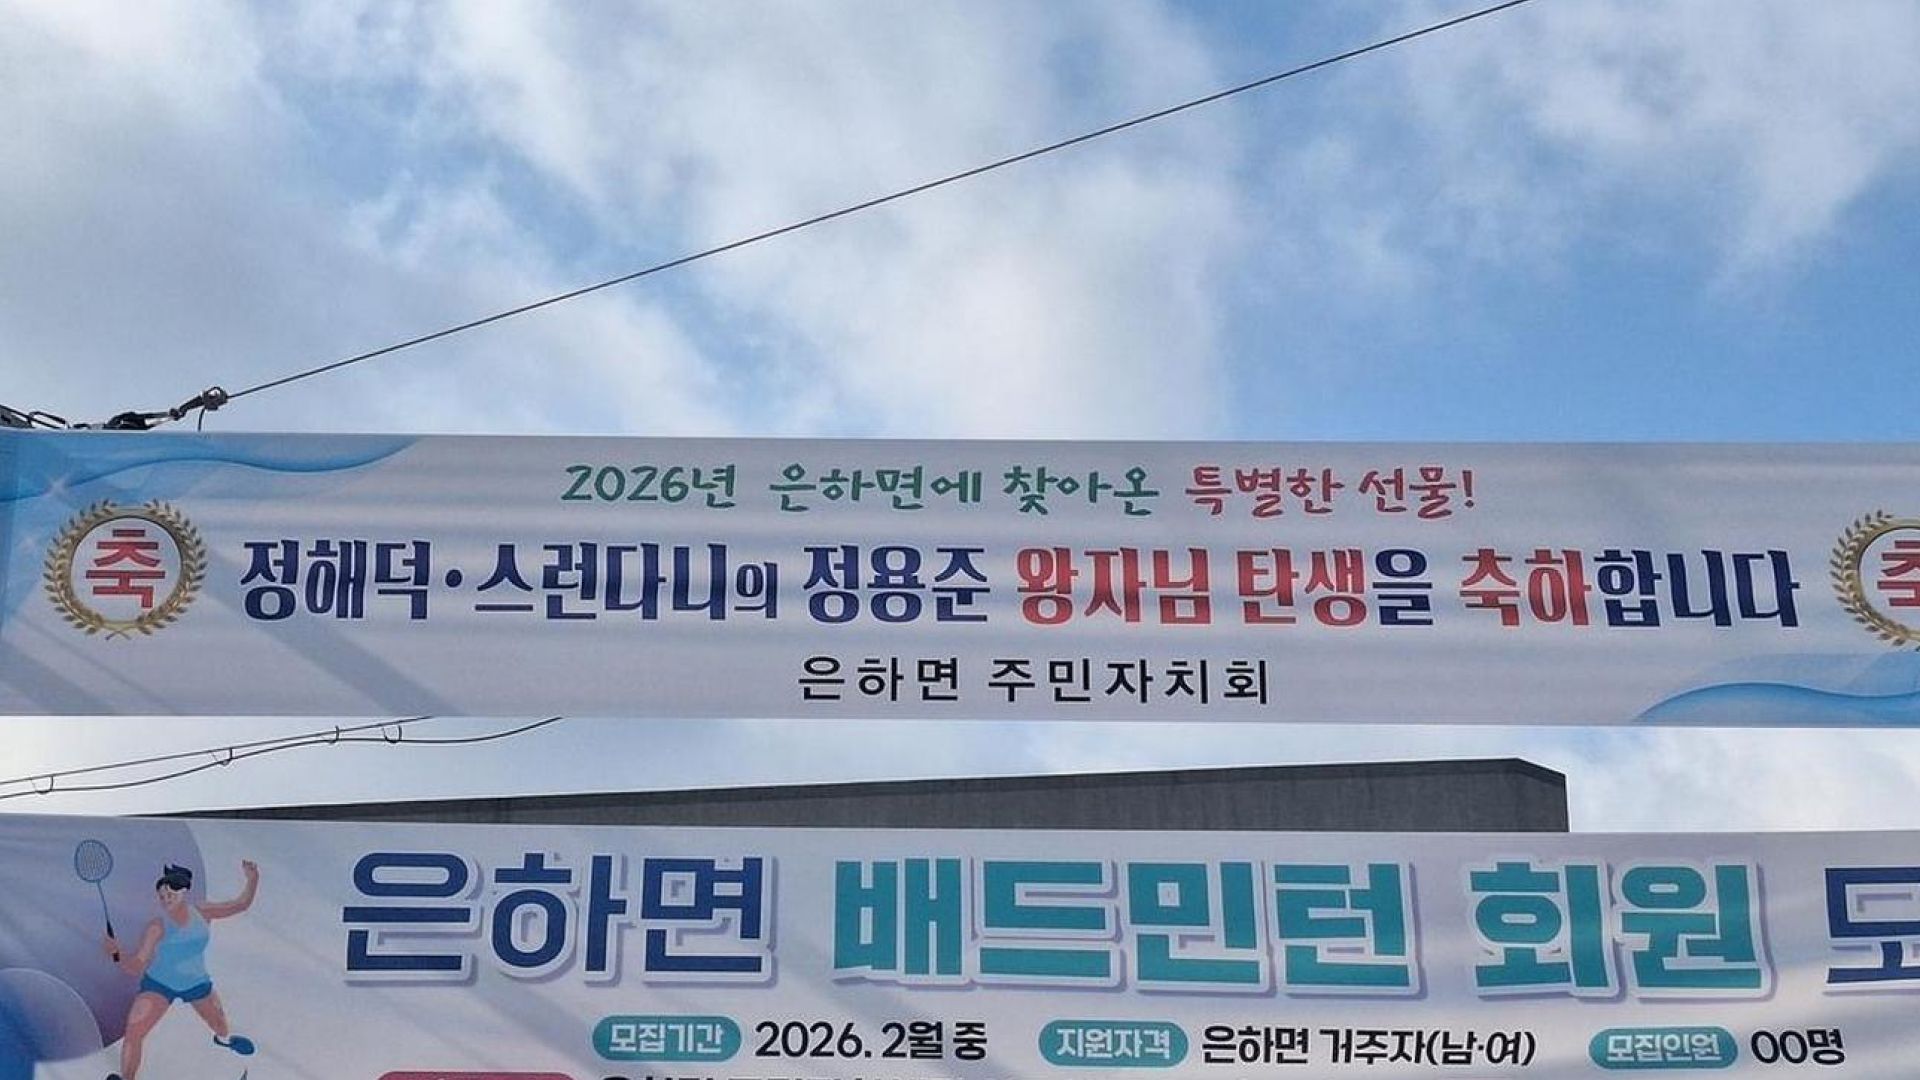 2026년 은하면에 찾아온 특별한 선물!
축 정해덕·스런다니의 정용준 왕자님 탄생을 축하합니다
은하면 주민자치회
은하면 배드민턴 회원
모집기간 2026. 2월 중 지원자격 은하면 거주자(남·여) 모집인원 00명